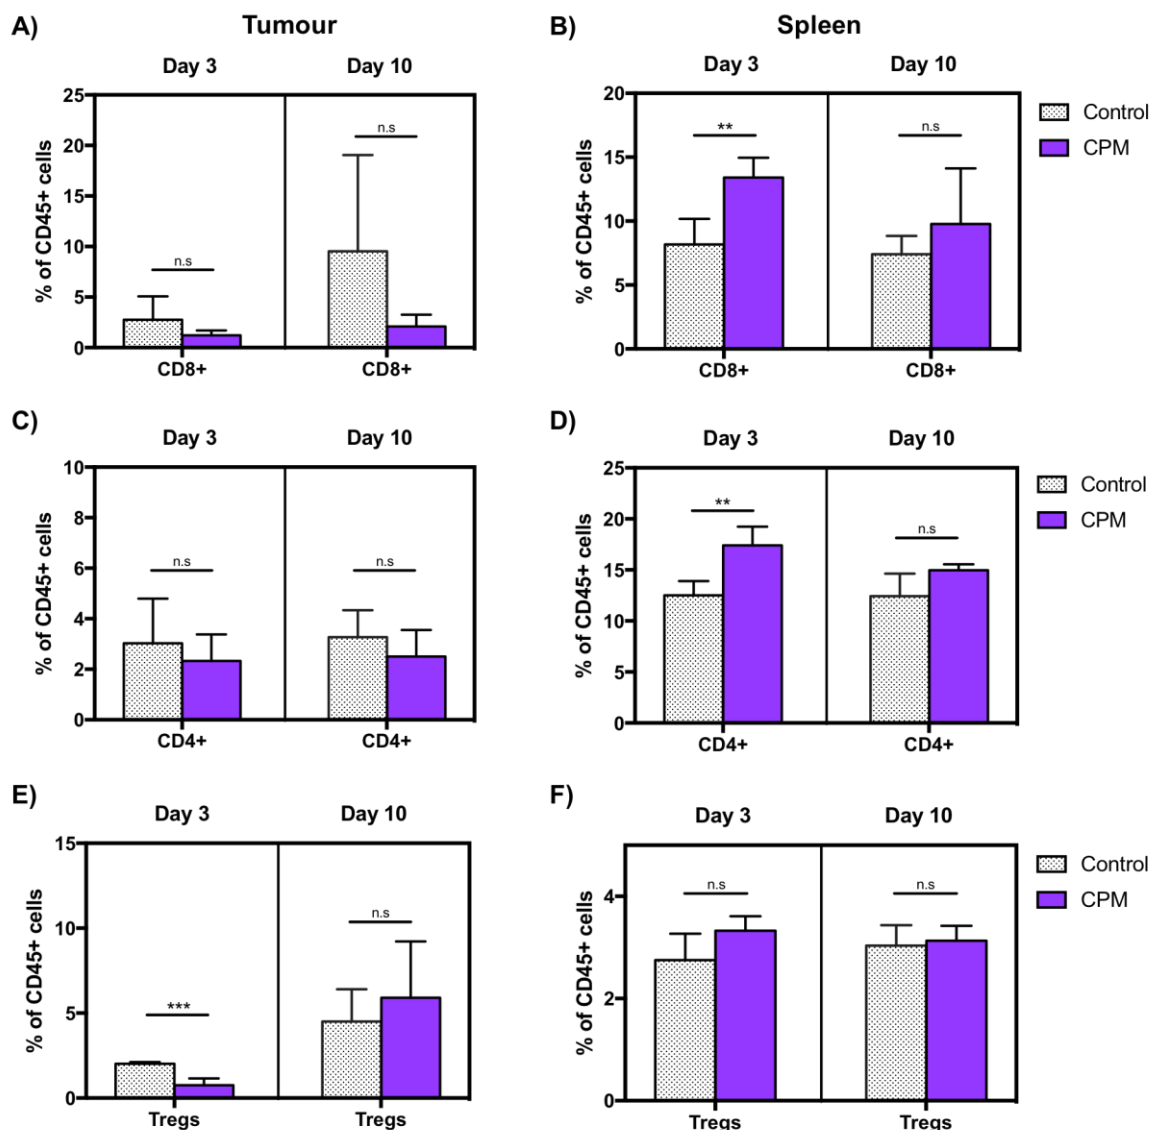 A)
Tumour
Day 3
Day 10
% of CD45+ cells
25
20
15
10
5
0
n.s
n.s
CD8+
CD8+
B)
Spleen
Day 3
Day 10
% of CD45+ cells
20
15
10
5
0
**
n.s
CD8+
CD8+
Control
CPM
C)
Day 3
Day 10
% of CD45+ cells
10
8
6
4
2
0
n.s
n.s
CD4+
CD4+
D)
Day 3
Day 10
% of CD45+ cells
25
20
15
10
5
0
**
n.s
CD4+
CD4+
Control
CPM
E)
Day 3
Day 10
% of CD45+ cells
15
10
5
0
***
n.s
Tregs
Tregs
F)
Day 3
Day 10
% of CD45+ cells
4
2
0
n.s
n.s
Tregs
Tregs
Control
CPM